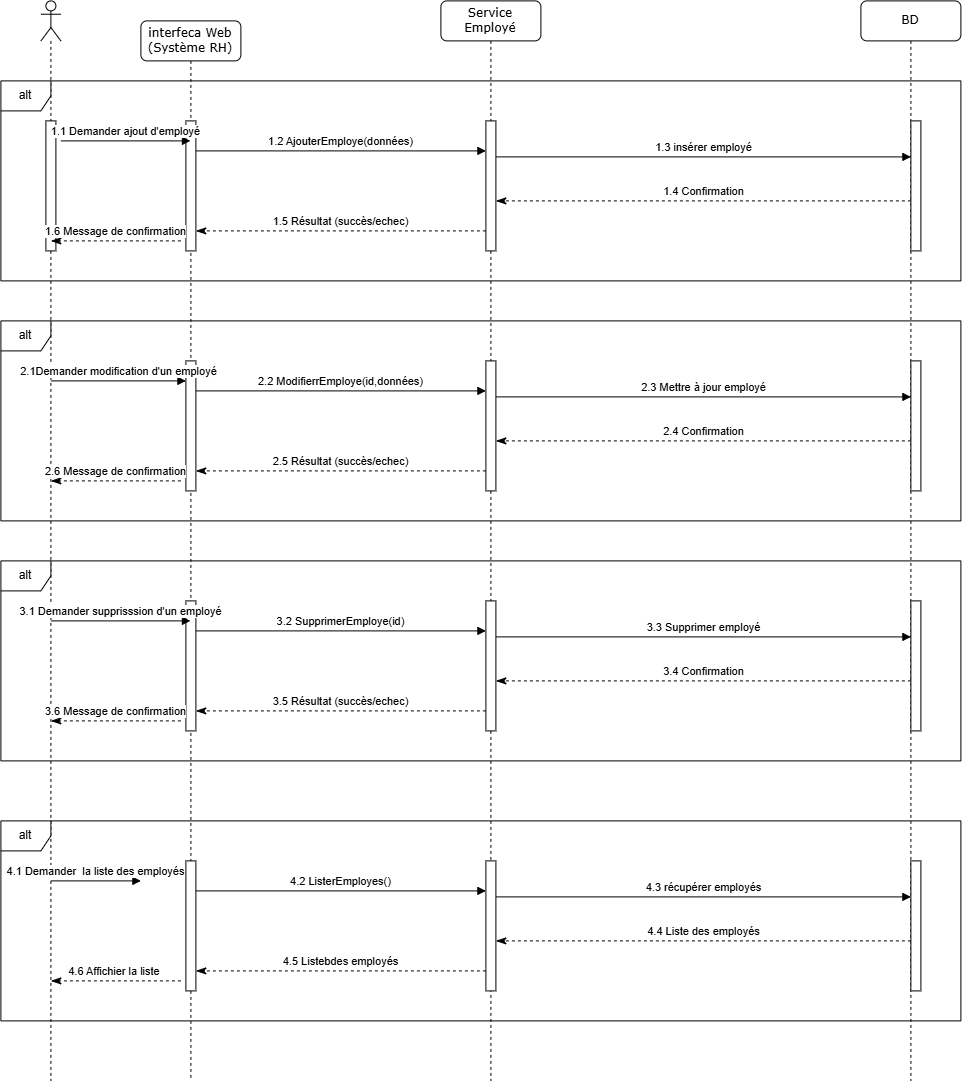 interfeca Web
(Système RH)
Service
Employé
BD
alt
1.1 Demander ajout d'employé
1.2 AjouterEmploye(données)
1.3 insérer employé
1.4 Confirmation
1.5 Résultat (succès/echec)
1.6 Message de confirmation
alt
2.1Demander modification d'un employé
2.2 ModifierrEmploye(id,données)
2.3 Mettre à jour employé
2.4 Confirmation
2.5 Résultat (succès/echec)
2.6 Message de confirmation
alt
3.1 Demander supprisssion d'un employé
3.2 SupprimerEmploye(id)
3.3 Supprimer employé
3.4 Confirmation
3.5 Résultat (succès/echec)
3.6 Message de confirmation
alt
4.1 Demander  la liste des employés
4.2 ListerEmployes()
4.3 récupérer employés
4.4 Liste des employés
4.5 Listebdes employés
4.6 Affichier la liste